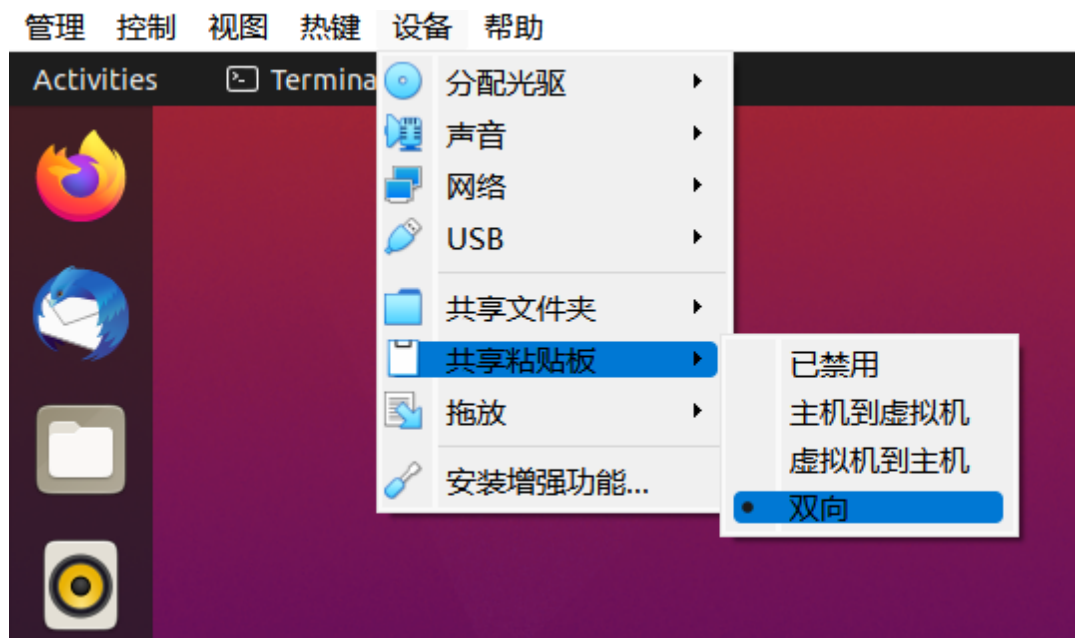 管理 控制 视图 热键 设备 帮助
Activities Termina
分配光驱
声音
网络
USB
共享文件夹
共享粘贴板
拖放
安装增强功能...
已禁用
主机到虚拟机
虚拟机到主机
双向